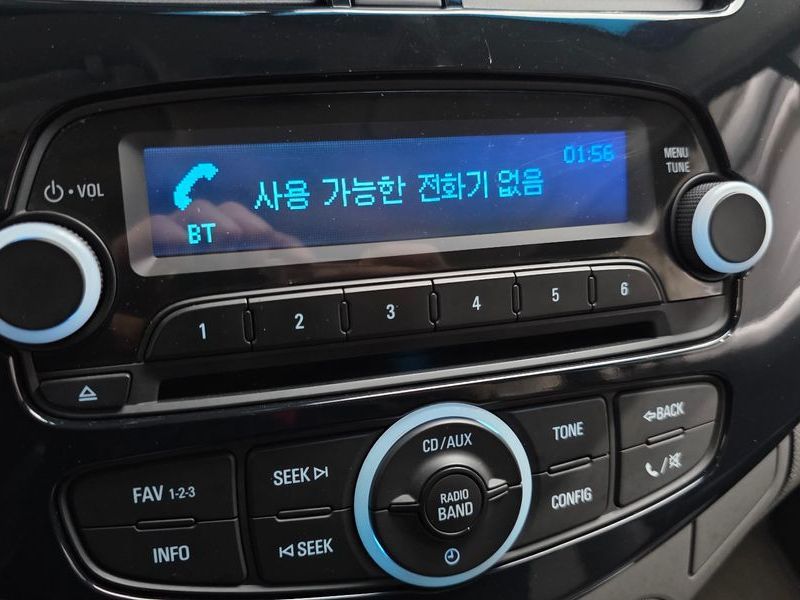 01:56
사용 가능한 전화기 없음
BT
VOL
MENU
TUNE
1 2 3 4 5 6
FAV 1-2-3
INFO
SEEK
SEEK
CD/AUX
RADIO
BAND
TONE
CONFIG
BACK